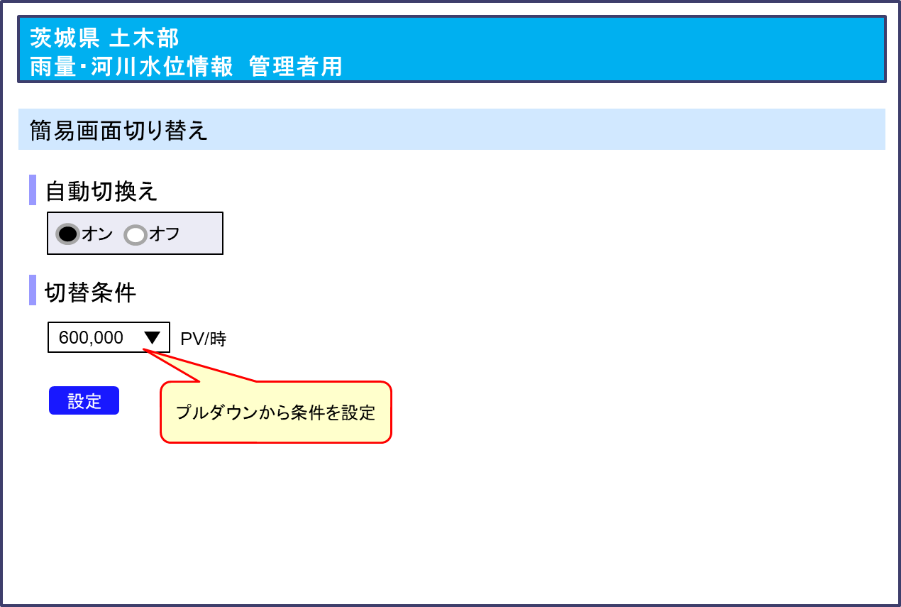 茨城県 土木部
雨量・河川水位情報 管理者用
簡易画面切り替え
自動切換え
オン オフ
切替条件
600,000 ▼ PV/時
設定
プルダウンから条件を設定